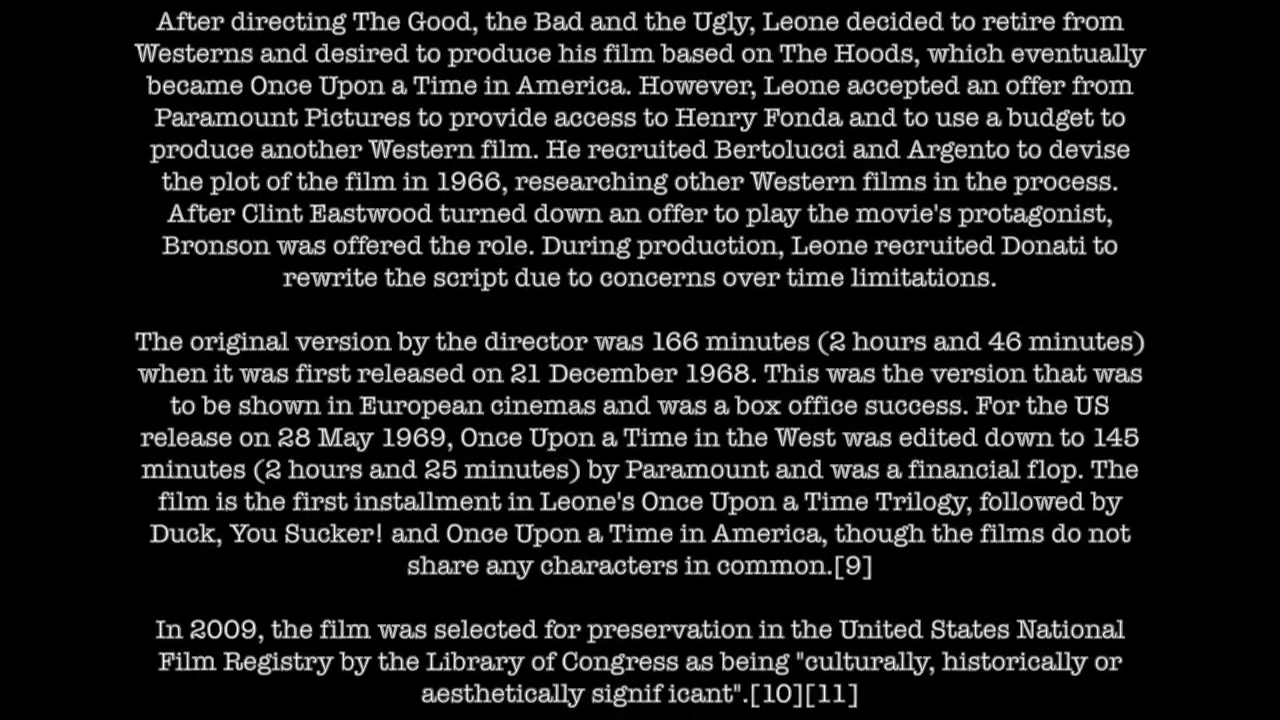 After directing The Good, the Bad and the Ugly, Leone decided to retire from
Westerns and desired to produce his film based on The Hoods, which eventually
became Once Upon a Time in America. However, Leone accepted an offer from
Paramount Pictures to provide access to Henry Fonda and to use a budget to
produce another Western film. He recruited Bertolucci and Argento to devise
the plot of the film in 1966, researching other Western films in the process.
After Clint Eastwood turned down an offer to play the movie's protagonist,
Bronson was offered the role. During production, Leone recruited Donati to
rewrite the script due to concerns over time limitations.
The original version by the director was 166 minutes (2 hours and 46 minutes)
when it was first released on 21 December 1968. This was the version that was
to be shown in European cinemas and was a box office success. For the US
release on 28 May 1969, Once Upon a Time in the West was edited down to 145
minutes (2 hours and 25 minutes) by Paramount and was a financial flop. The
film is the first installment in Leone's Once Upon a Time Trilogy, followed by
Duck, You Sucker! and Once Upon a Time in America, though the films do not
share any characters in common.[9]
In 2009, the film was selected for preservation in the United States National
Film Registry by the Library of Congress as being "culturally, historically or
aesthetically signif icant".[10][11]